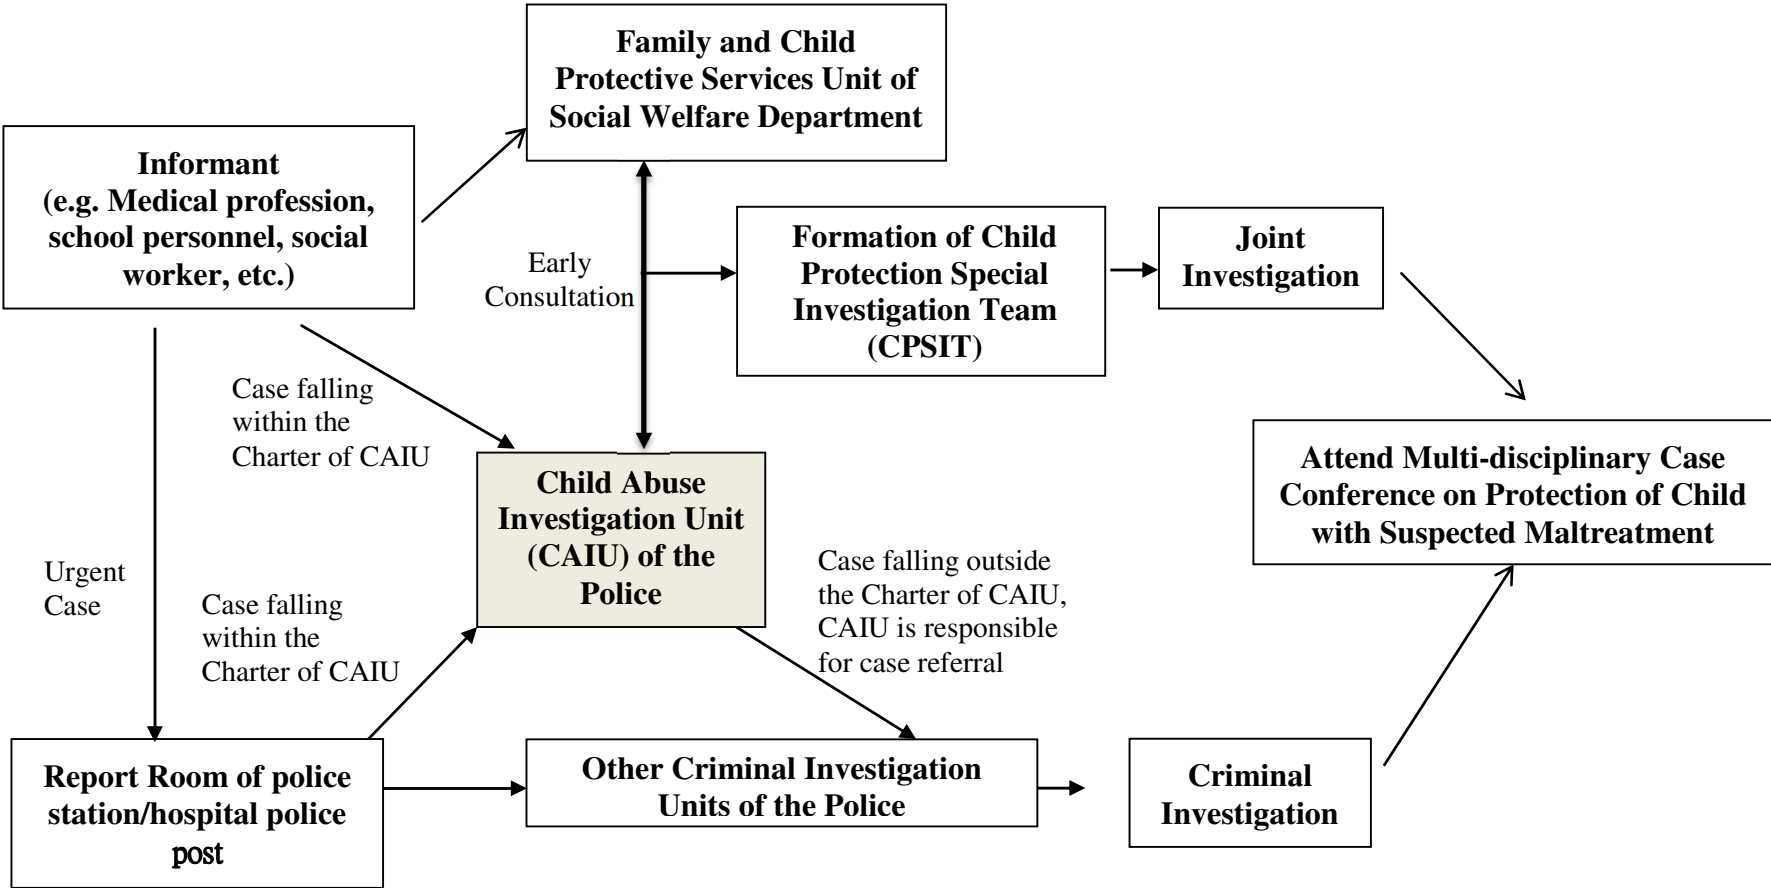 Family and Child
Protective Services Unit of
Social Welfare Department
Informant
(e.g. Medical profession,
school personnel, social
worker, etc.)
Early
Consultation
Formation of Child
Protection Special
Investigation Team
(CPSIT)
Joint
Investigation
Case falling
within the
Charter of CAIU
Child Abuse
Investigation Unit
(CAIU) of the
Police
Attend Multi-disciplinary Case
Conference on Protection of Child
with Suspected Maltreatment
Urgent
Case
Case falling
within the
Charter of CAIU
Case falling outside
the Charter of CAIU,
CAIU is responsible
for case referral
Report Room of police
station/hospital police
post
Other Criminal Investigation
Units of the Police
Criminal
Investigation